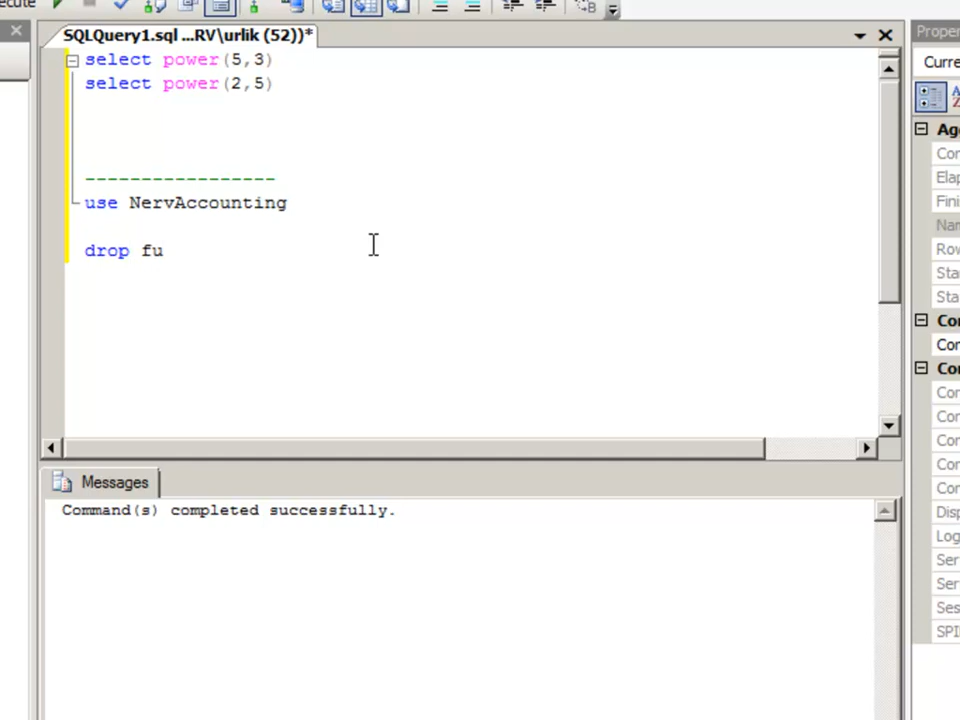 SQLQuery1.sql ...RV\urlik (52))*
select power(5,3)
select power(2,5)
-----------------
use NervAccounting
drop fu
Messages
Command(s) completed successfully.